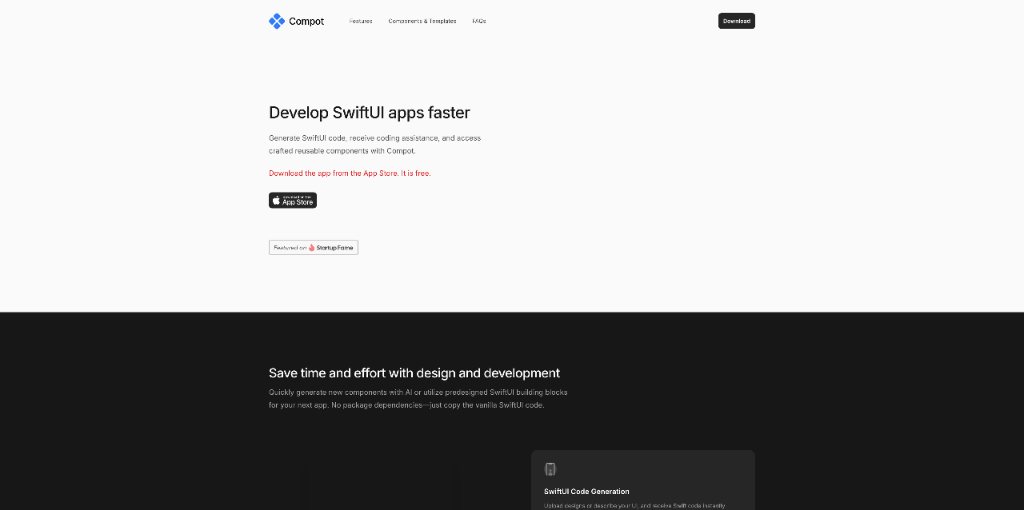 Compot
Features
Components & Templates
FAQs
Download
Develop SwiftUI apps faster
Generate SwiftUI code, receive coding assistance, and access
crafted reusable components with Compot.
Download the app from the App Store. It is free.
App Store
Featured on Startup Fame
Save time and effort with design and development
Quickly generate new components with AI or utilize predesigned SwiftUI building blocks
for your next app. No package dependencies—just copy the vanilla SwiftUI code.
SwiftUI Code Generation
Upload designs or describe your UI, and receive Swift code instantly.